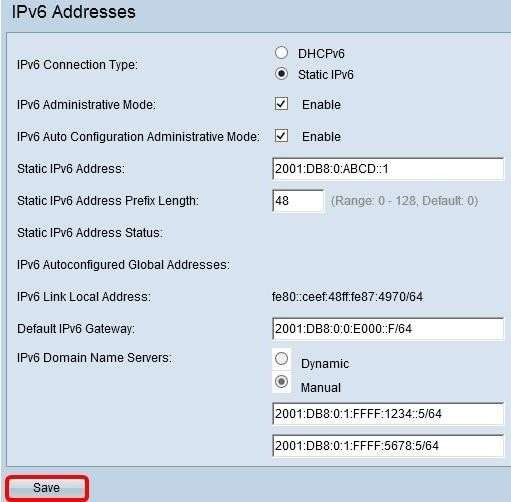 IPv6 Addresses
IPv6 Connection Type:
DHCPv6
Static IPv6
IPv6 Administrative Mode: Enable
IPv6 Auto Configuration Administrative Mode: Enable
Static IPv6 Address: 2001:DB8:0:ABCD::1
Static IPv6 Address Prefix Length: 48 (Range: 0 - 128, Default: 0)
Static IPv6 Address Status:
IPv6 Autoconfigured Global Addresses:
IPv6 Link Local Address: fe80::ceef:48ff:fe87:4970/64
Default IPv6 Gateway: 2001:DB8:0:0:E000::F/64
IPv6 Domain Name Servers: Dynamic
Manual
2001:DB8:0:1:FFFF:1234::5/64
2001:DB8:0:1:FFFF:5678:5/64
Save